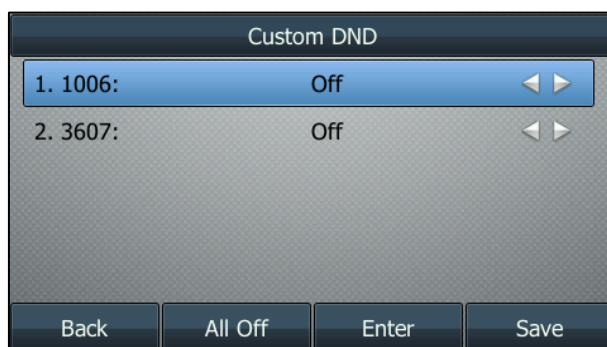 Custom DND
1. 1006: Off
2. 3607: Off
Back All Off Enter Save